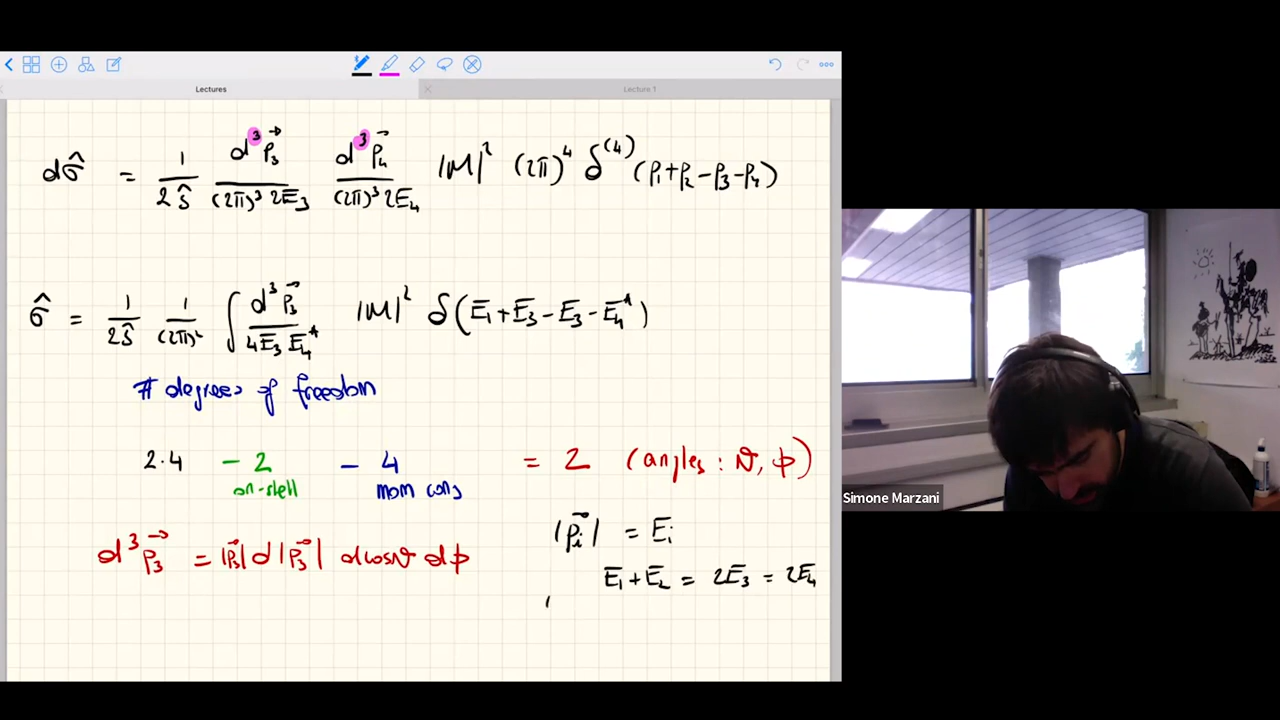 Lectures
Lecture 1
dσ̂ = 1/(2ŝ) d³p⃗₃/((2π)³ 2E₃) d³p⃗₄/((2π)³ 2E₄) |M|² (2π)⁴ δ⁽⁴⁾(p₁+p₂-p₃-p₄)
σ̂ = 1/(2ŝ) 1/(2π)² ∫ d³p⃗₃/(4E₃ E₄*) |M|² δ(E₁+E₃-E₃-E₄*)
# degrees of freedom
2·4 - 2 - 4 = 2 (angles: ϑ, φ)
on-shell mom cons
|p⃗ᵢ| = Eᵢ
d³p⃗₃ = |p⃗₃| d|p⃗₃| dcosϑ dφ
E₁+E₂ = 2E₃ = 2E₄
Simone Marzani